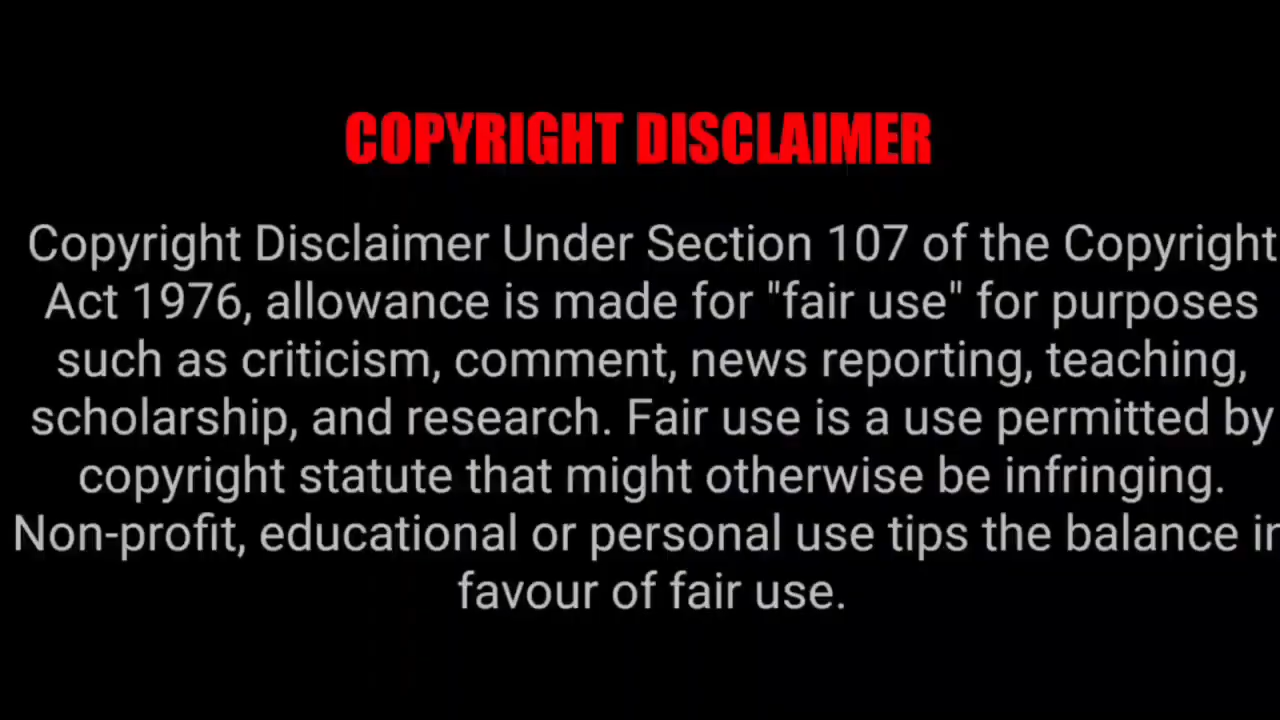 COPYRIGHT DISCLAIMER
Copyright Disclaimer Under Section 107 of the Copyright
Act 1976, allowance is made for "fair use" for purposes
such as criticism, comment, news reporting, teaching,
scholarship, and research. Fair use is a use permitted by
copyright statute that might otherwise be infringing.
Non-profit, educational or personal use tips the balance in
favour of fair use.